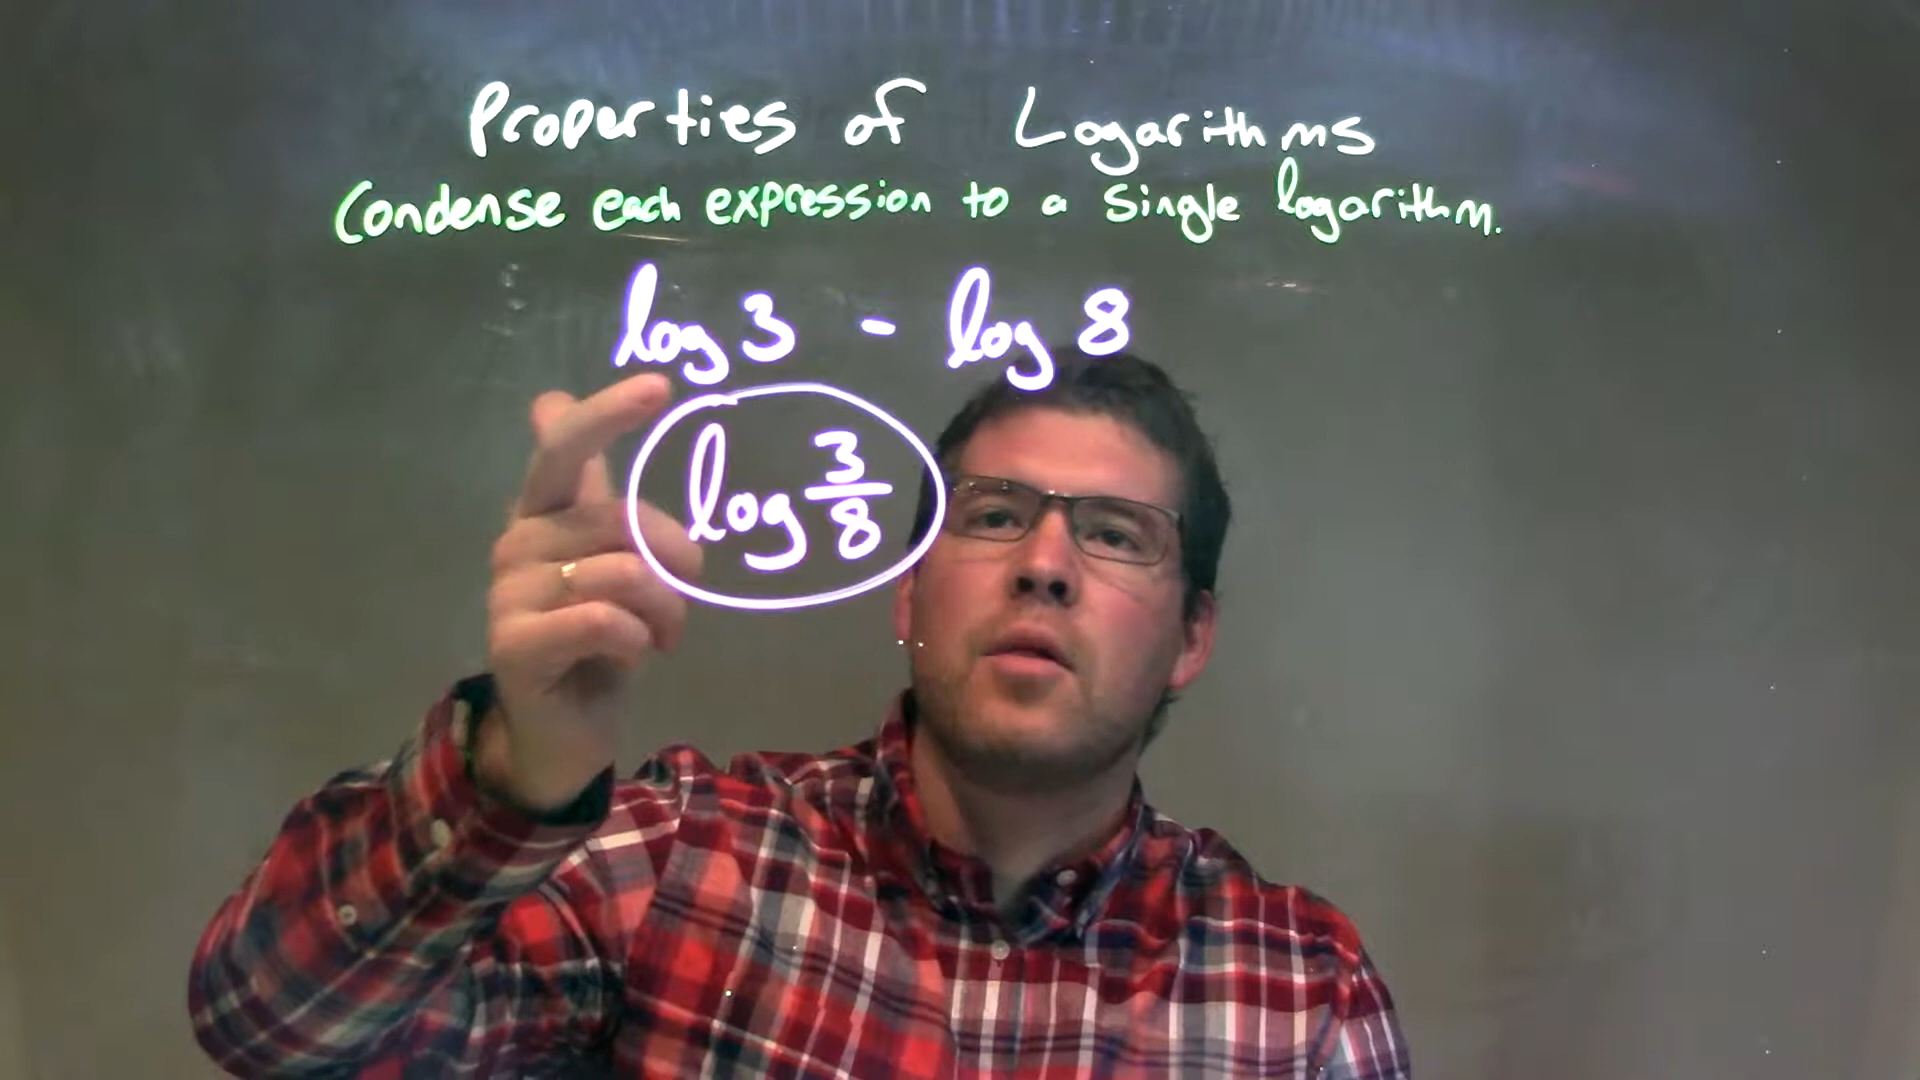 Properties of Logarithms
Condense each expression to a single logarithm.
log 3 - log 8
log 3/8